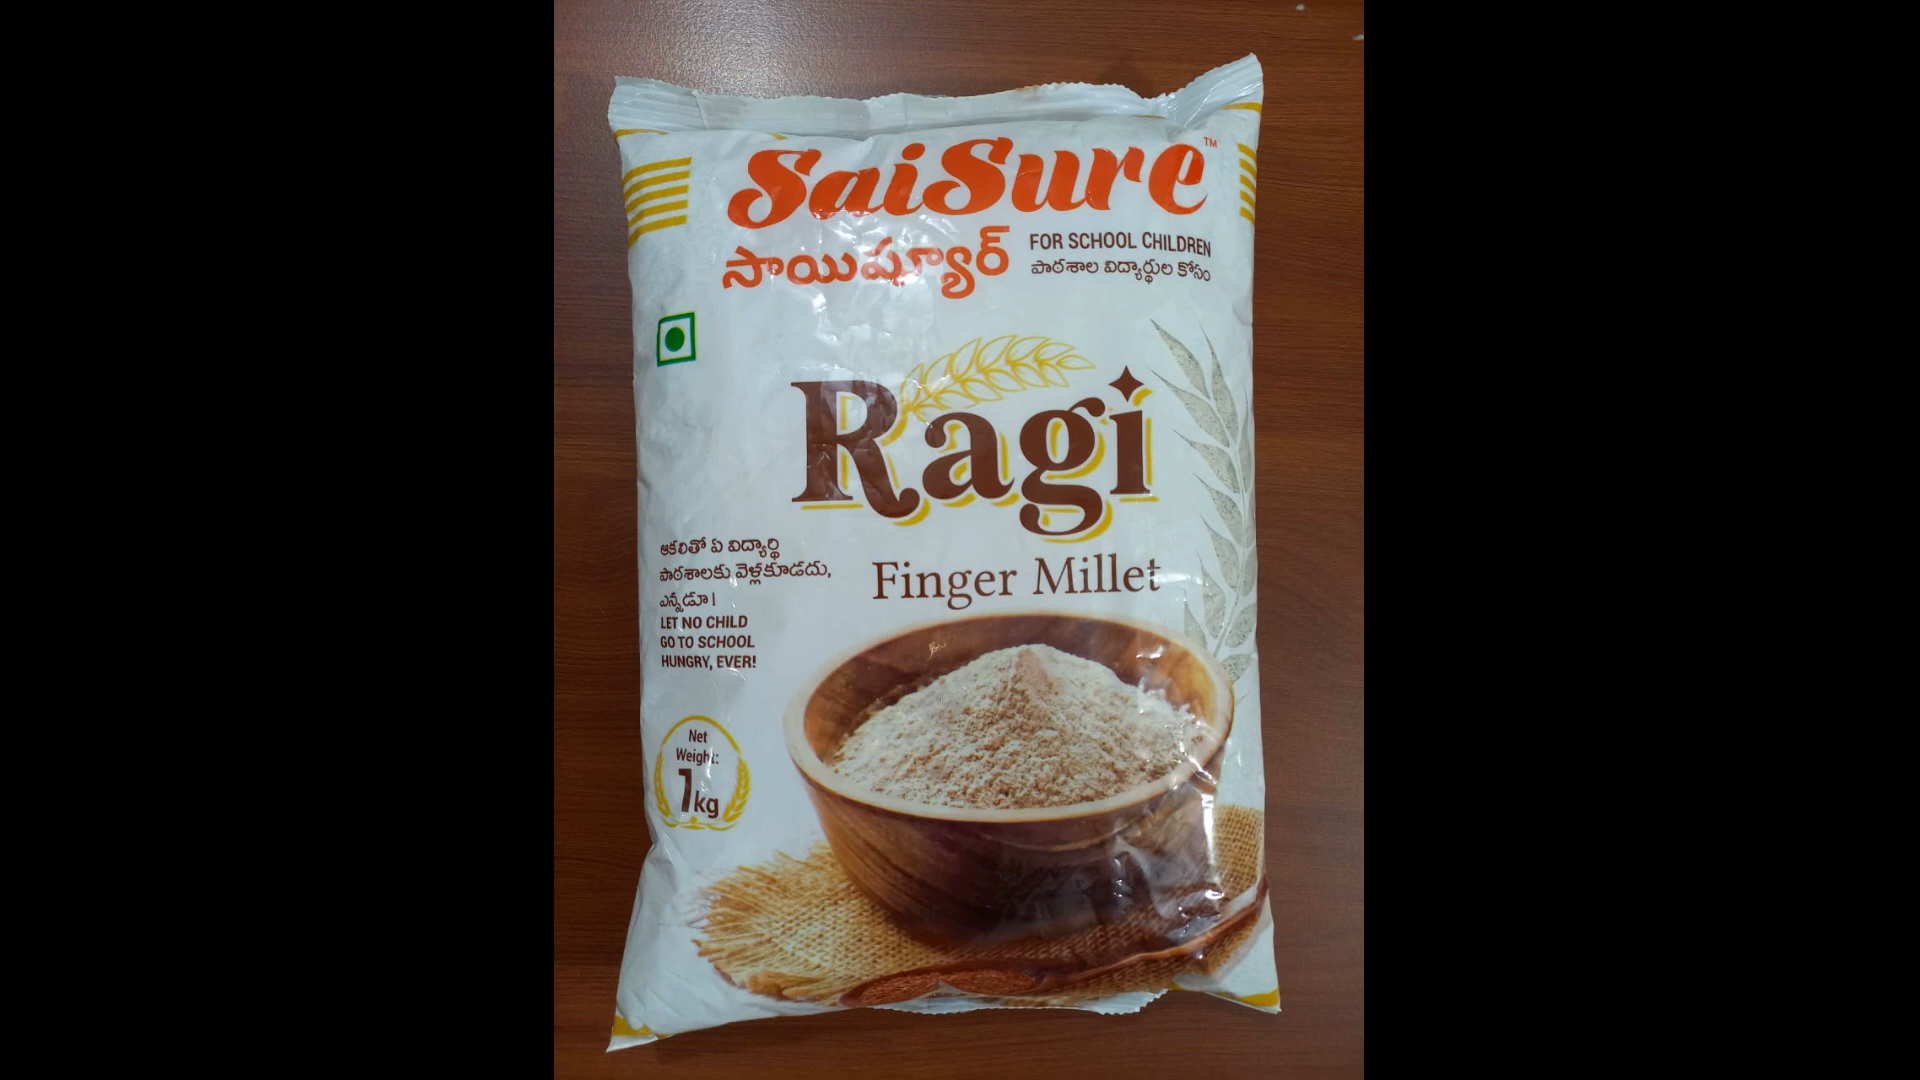 SaiSure™
సాయిష్యూర్
FOR SCHOOL CHILDREN
పాఠశాల విద్యార్థుల కోసం
Ragi
Finger Millet
ఆకలితో ఏ విద్యార్థి
పాఠశాలకు వెళ్లకూడదు,
ఎన్నడూ!
LET NO CHILD
GO TO SCHOOL
HUNGRY, EVER!
Net
Weight:
1kg